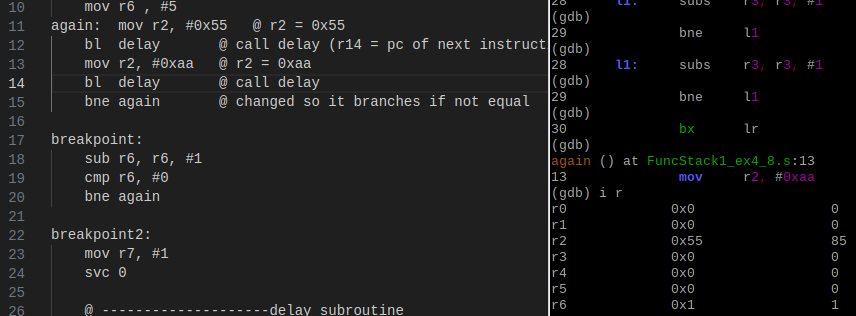 10 mov r6 , #5
11 again: mov r2, #0x55 @ r2 = 0x55
12 bl delay @ call delay (r14 = pc of next instruct
13 mov r2, #0xaa @ r2 = 0xaa
14 bl delay @ call delay
15 bne again @ changed so it branches if not equal
16
17 breakpoint:
18 sub r6, r6, #1
19 cmp r6, #0
20 bne again
21
22 breakpoint2:
23 mov r7, #1
24 svc 0
25
26 @ --------------------delay subroutine
28 l1: subs r3, r3, #1
(gdb)
29 bne l1
(gdb)
28 l1: subs r3, r3, #1
(gdb)
29 bne l1
(gdb)
30 bx lr
(gdb)
again () at FuncStack1_ex4_8.s:13
13 mov r2, #0xaa
(gdb) i r
r0 0x0 0
r1 0x0 0
r2 0x55 85
r3 0x0 0
r4 0x0 0
r5 0x0 0
r6 0x1 1